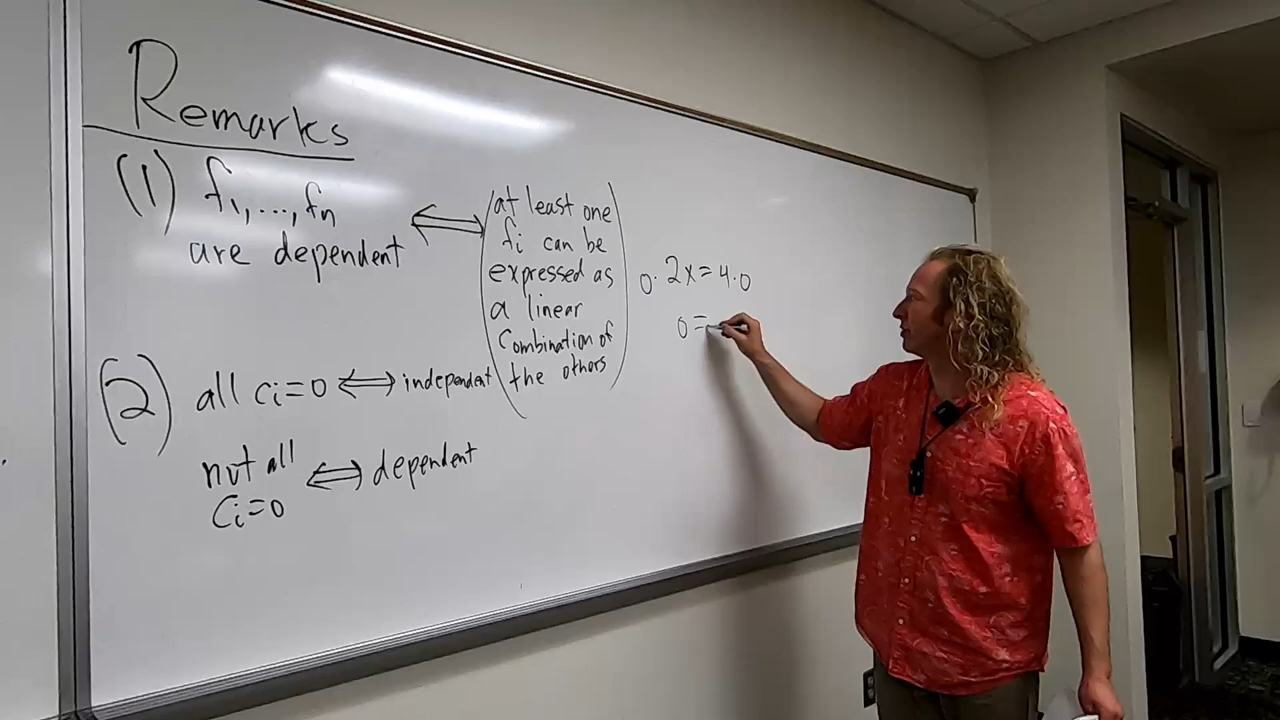 Remarks
(1) f1, ..., fn
are dependent
⟺
at least one
fi can be
expressed as
a linear
combination of
the others
0·2x=4·0
0=
(2) all ci=0 ⟺ independent
not all ⟺ dependent
ci=0